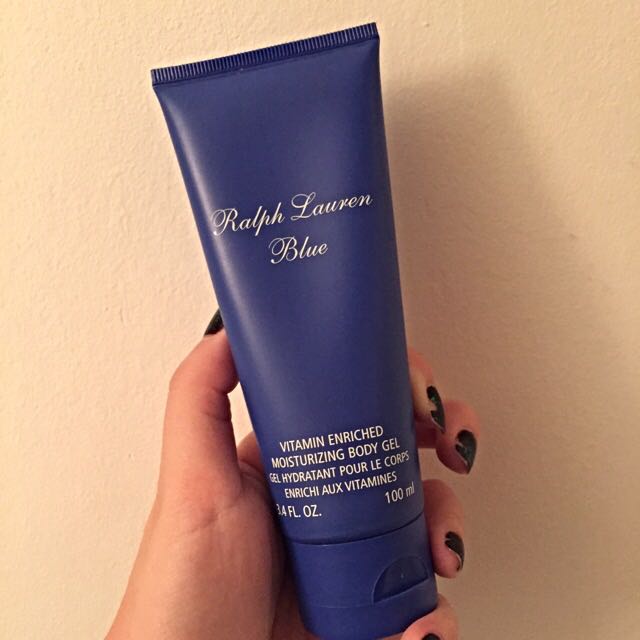 Ralph Lauren
Blue
VITAMIN ENRICHED
MOISTURIZING BODY GEL
GEL HYDRATANT POUR LE CORPS
ENRICHI AUX VITAMINES
3.4 FL. OZ. 100 ml